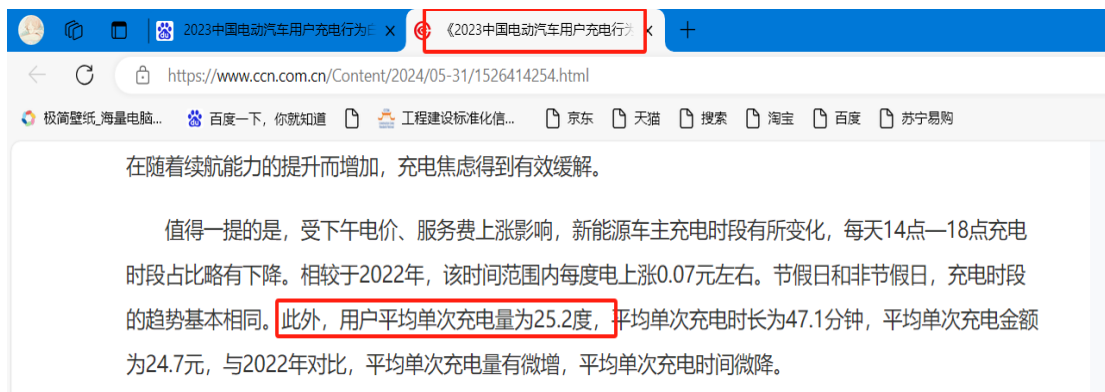 2023中国电动汽车用户充电行为白
《2023中国电动汽车用户充电行为
https://www.ccn.com.cn/Content/2024/05-31/1526414254.html
极简壁纸_海量电脑... 百度一下，你就知道 工程建设标准化信... 京东 天猫 搜索 淘宝 百度 苏宁易购
在随着续航能力的提升而增加，充电焦虑得到有效缓解。
值得一提的是，受下午电价、服务费上涨影响，新能源车主充电时段有所变化，每天14点—18点充电
时段占比略有下降。相较于2022年，该时间范围内每度电上涨0.07元左右。节假日和非节假日，充电时段
的趋势基本相同。此外，用户平均单次充电量为25.2度，平均单次充电时长为47.1分钟，平均单次充电金额
为24.7元，与2022年对比，平均单次充电量有微增，平均单次充电时间微降。